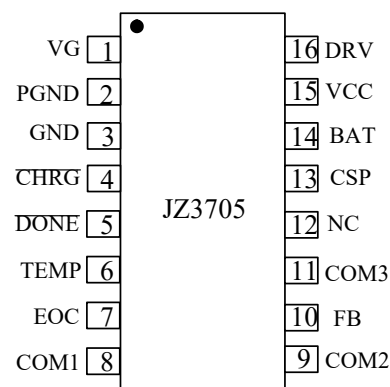 VG 1 16 DRV
PGND 2 15 VCC
GND 3 14 BAT
CHRG 4 13 CSP
JZ3705
DONE 5 12 NC
TEMP 6 11 COM3
EOC 7 10 FB
COM1 8 9 COM2